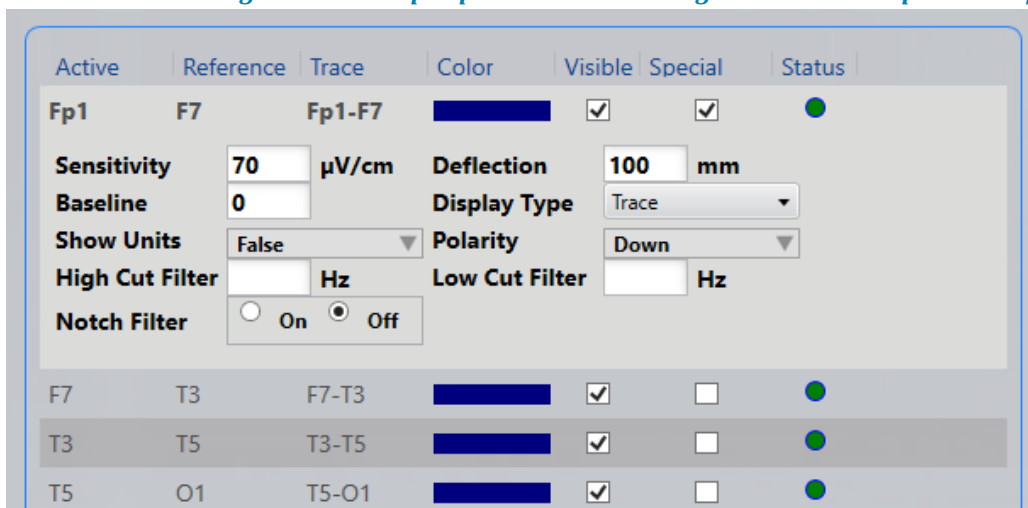 Active Reference Trace Color Visible Special Status
Fp1 F7 Fp1-F7
Sensitivity 70 µV/cm Deflection 100 mm
Baseline 0 Display Type Trace
Show Units False Polarity Down
High Cut Filter Hz Low Cut Filter Hz
Notch Filter On Off
F7 T3 F7-T3
T3 T5 T3-T5
T5 O1 T5-O1